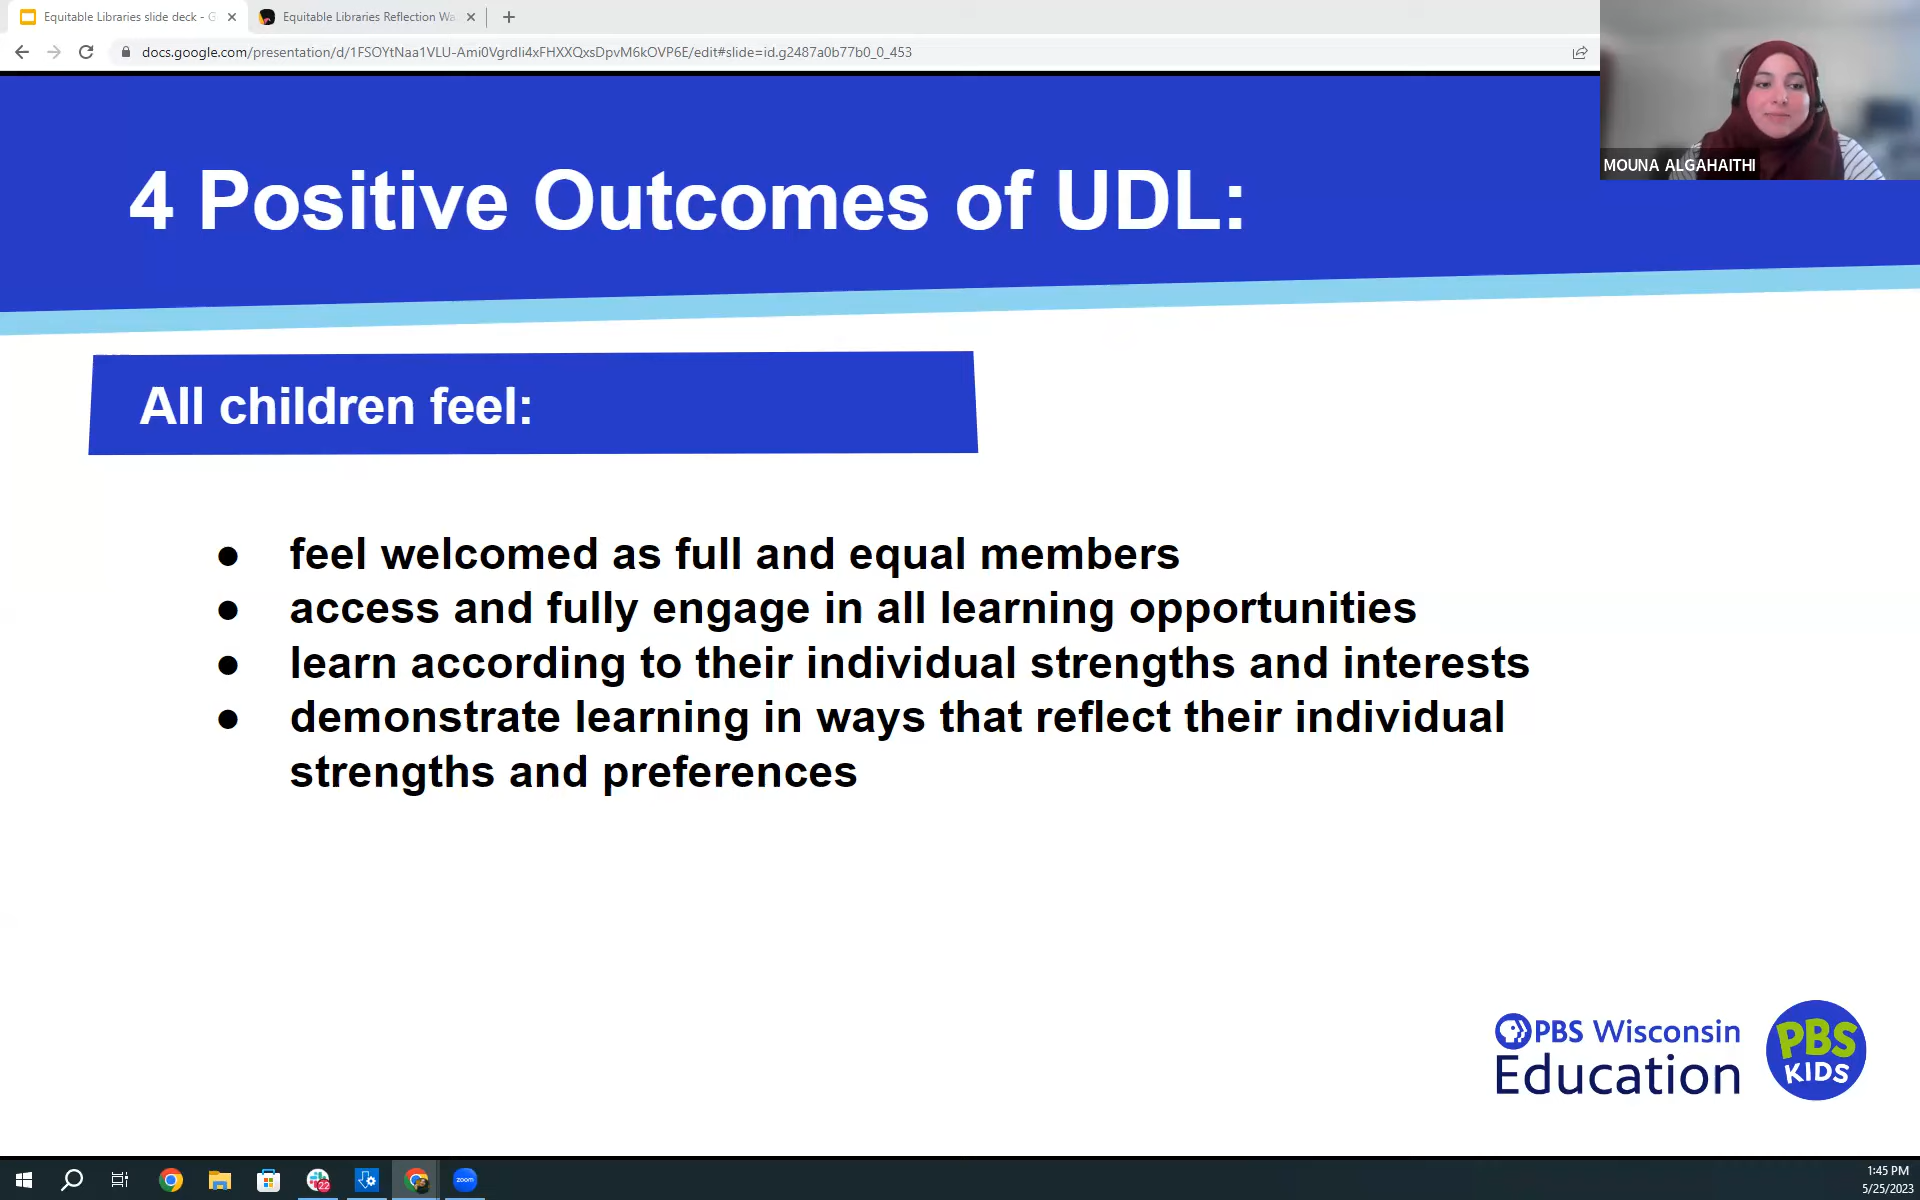 Equitable Libraries slide deck - G
Equitable Libraries Reflection Wa
docs.google.com/presentation/d/1FSOYtNaa1VLU-Ami0Vgrdli4xFHXXQxsDpvM6kOVP6E/edit#slide=id.g2487a0b77b0_0_453
MOUNA ALGAHAITHI
4 Positive Outcomes of UDL:
All children feel:
● feel welcomed as full and equal members
● access and fully engage in all learning opportunities
● learn according to their individual strengths and interests
● demonstrate learning in ways that reflect their individual
strengths and preferences
PBS Wisconsin
Education
PBS
KIDS
22
zoom
1:45 PM
5/25/2023